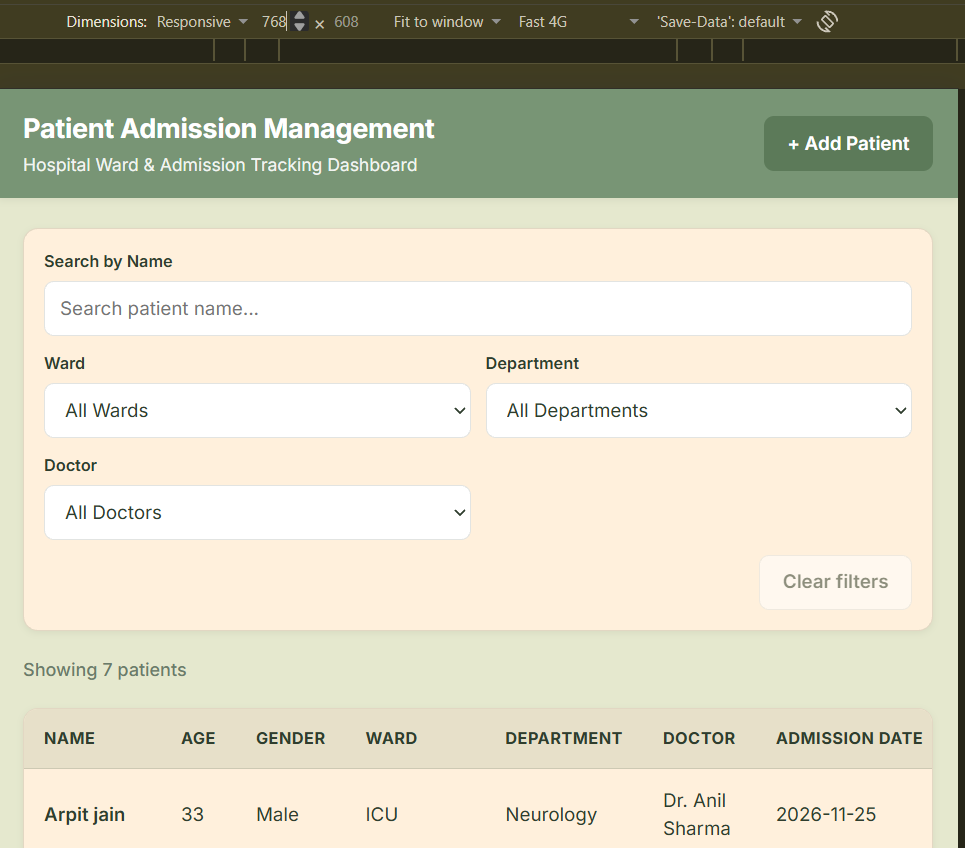 Dimensions: Responsive 768 × 608 Fit to window Fast 4G 'Save-Data': default
Patient Admission Management
Hospital Ward & Admission Tracking Dashboard
+ Add Patient
Search by Name
Search patient name...
Ward Department
All Wards All Departments
Doctor
All Doctors
Clear filters
Showing 7 patients
NAME AGE GENDER WARD DEPARTMENT DOCTOR ADMISSION DATE
Arpit jain 33 Male ICU Neurology Dr. Anil Sharma 2026-11-25